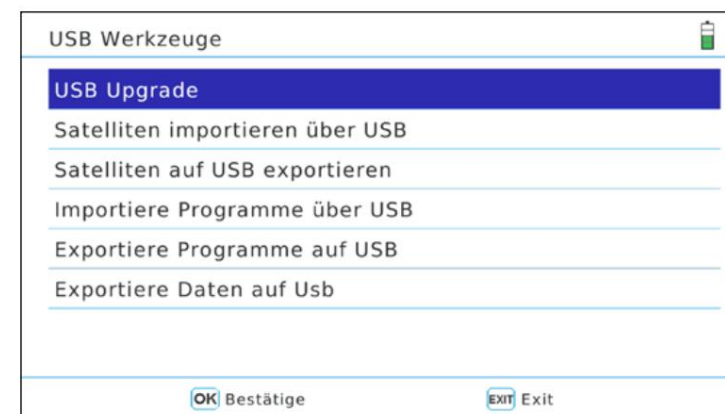 USB Werkzeuge
USB Upgrade
Satelliten importieren über USB
Satelliten auf USB exportieren
Importiere Programme über USB
Exportiere Programme auf USB
Exportiere Daten auf Usb
OK Bestätige EXIT Exit